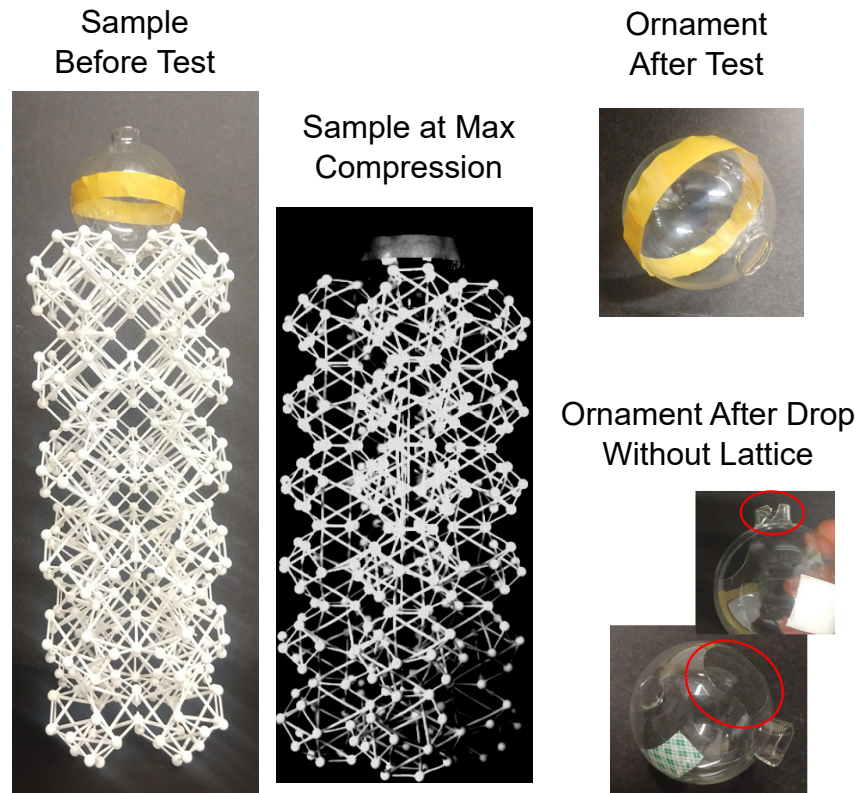 Sample
Before Test
Sample at Max
Compression
Ornament
After Test
Ornament After Drop
Without Lattice